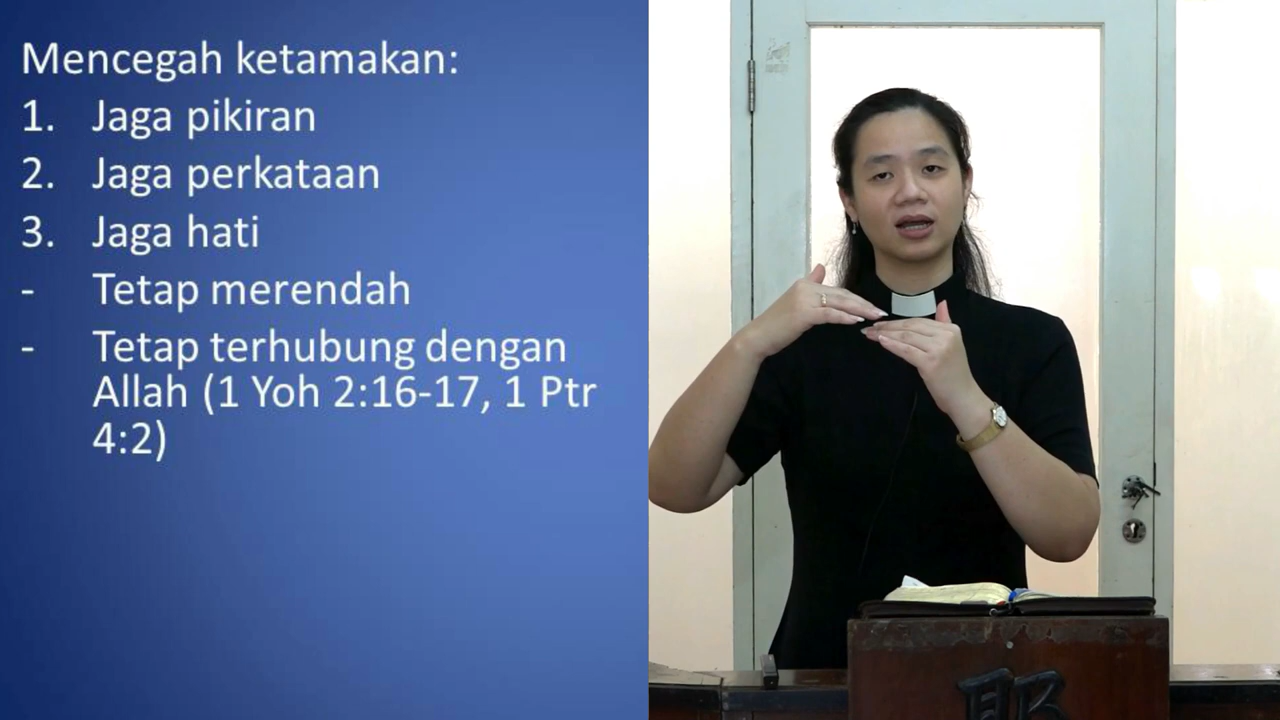 Mencegah ketamakan:
1. Jaga pikiran
2. Jaga perkataan
3. Jaga hati
- Tetap merendah
- Tetap terhubung dengan
Allah (1 Yoh 2:16-17, 1 Ptr
4:2)